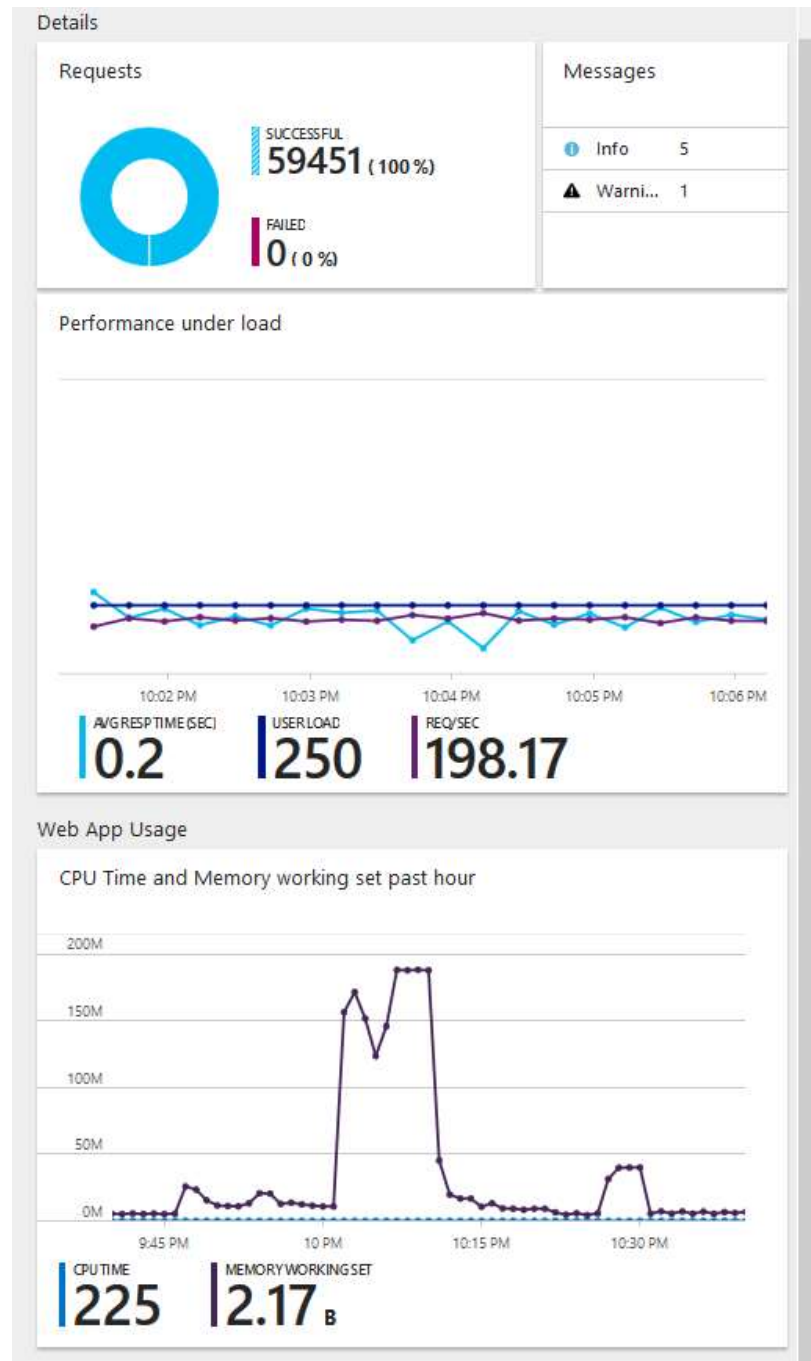 Details
Requests
SUCCESSFUL
59451 (100 %)
FAILED
0 (0 %)
Messages
Info 5
Warni... 1
Performance under load
10:02 PM 10:03 PM 10:04 PM 10:05 PM 10:06 PM
AVG RESP TIME (SEC) USER LOAD REQ/SEC
0.2 250 198.17
Web App Usage
CPU Time and Memory working set past hour
200M
150M
100M
50M
0M
9:45 PM 10 PM 10:15 PM 10:30 PM
CPU TIME MEMORY WORKING SET
225 2.17 B